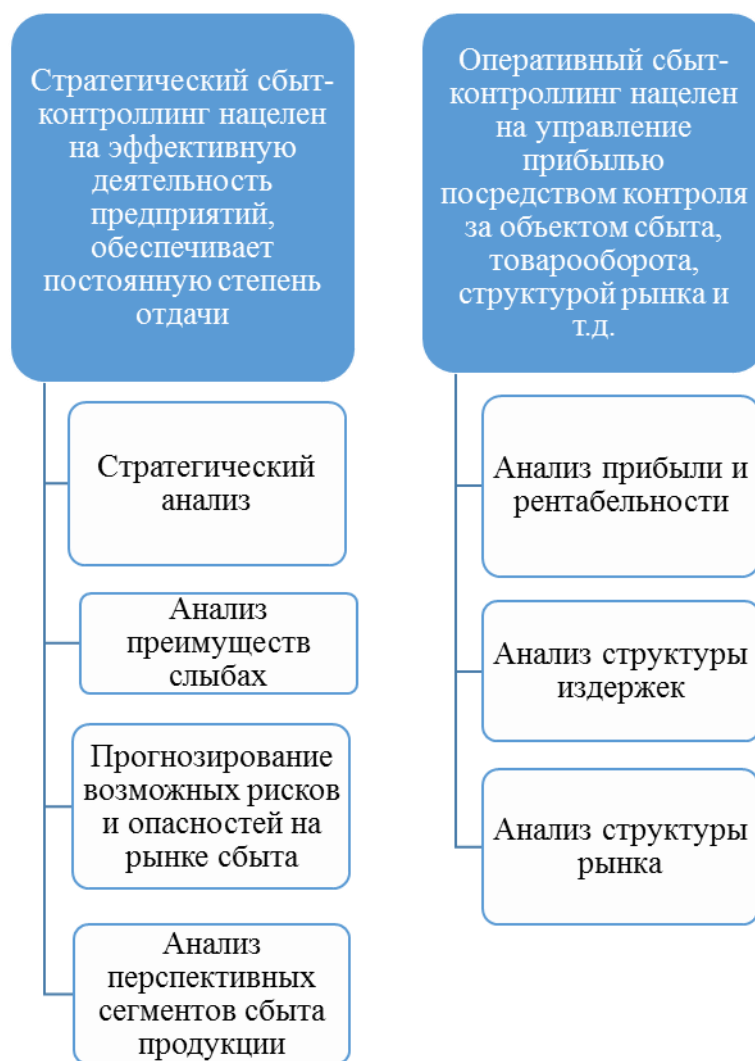 Стратегический сбыт-
контроллинг нацелен
на эффективную
деятельность
предприятий,
обеспечивает
постоянную степень
отдачи
Стратегический
анализ
Анализ
преимуществ
слыбах
Прогнозирование
возможных рисков
и опасностей на
рынке сбыта
Анализ
перспективных
сегментов сбыта
продукции
Оперативный сбыт-
контроллинг нацелен
на управление
прибылью
посредством контроля
за объектом сбыта,
товарооборота,
структурой рынка и
т.д.
Анализ прибыли и
рентабельности
Анализ структуры
издержек
Анализ структуры
рынка